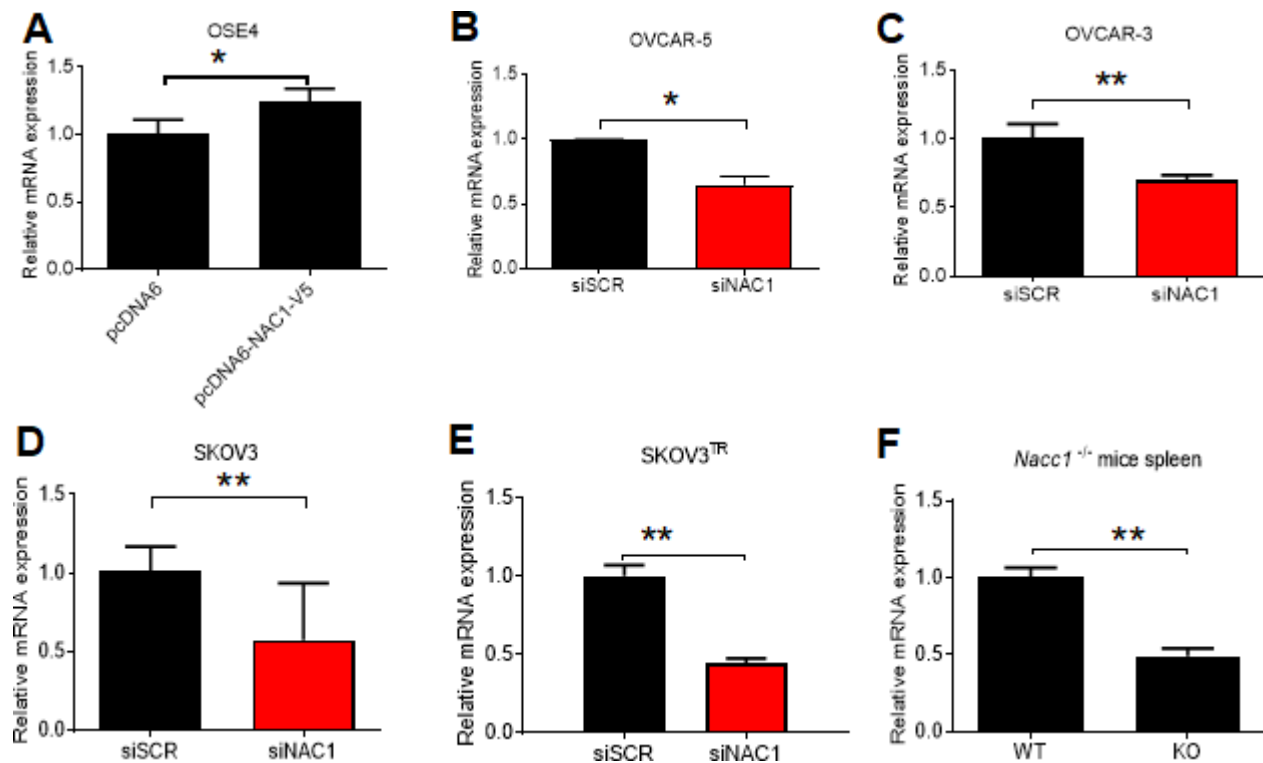 A
OSE4
Relative mRNA expression
1.5
1.0
0.5
0.0
*
pcDNA6
pcDNA6-NAC1-V5
B
OVCAR-5
Relative mRNA expression
1.5
1.0
0.5
0.0
*
siSCR
siNAC1
C
OVCAR-3
Relative mRNA expression
1.5
1.0
0.5
0.0
**
siSCR
siNAC1
D
SKOV3
Relative mRNA expression
1.5
1.0
0.5
0.0
**
siSCR
siNAC1
E
SKOV3TR
Relative mRNA expression
1.5
1.0
0.5
0.0
**
siSCR
siNAC1
F
Nacc1 -/- mice spleen
Relative mRNA expression
1.5
1.0
0.5
0.0
**
WT
KO